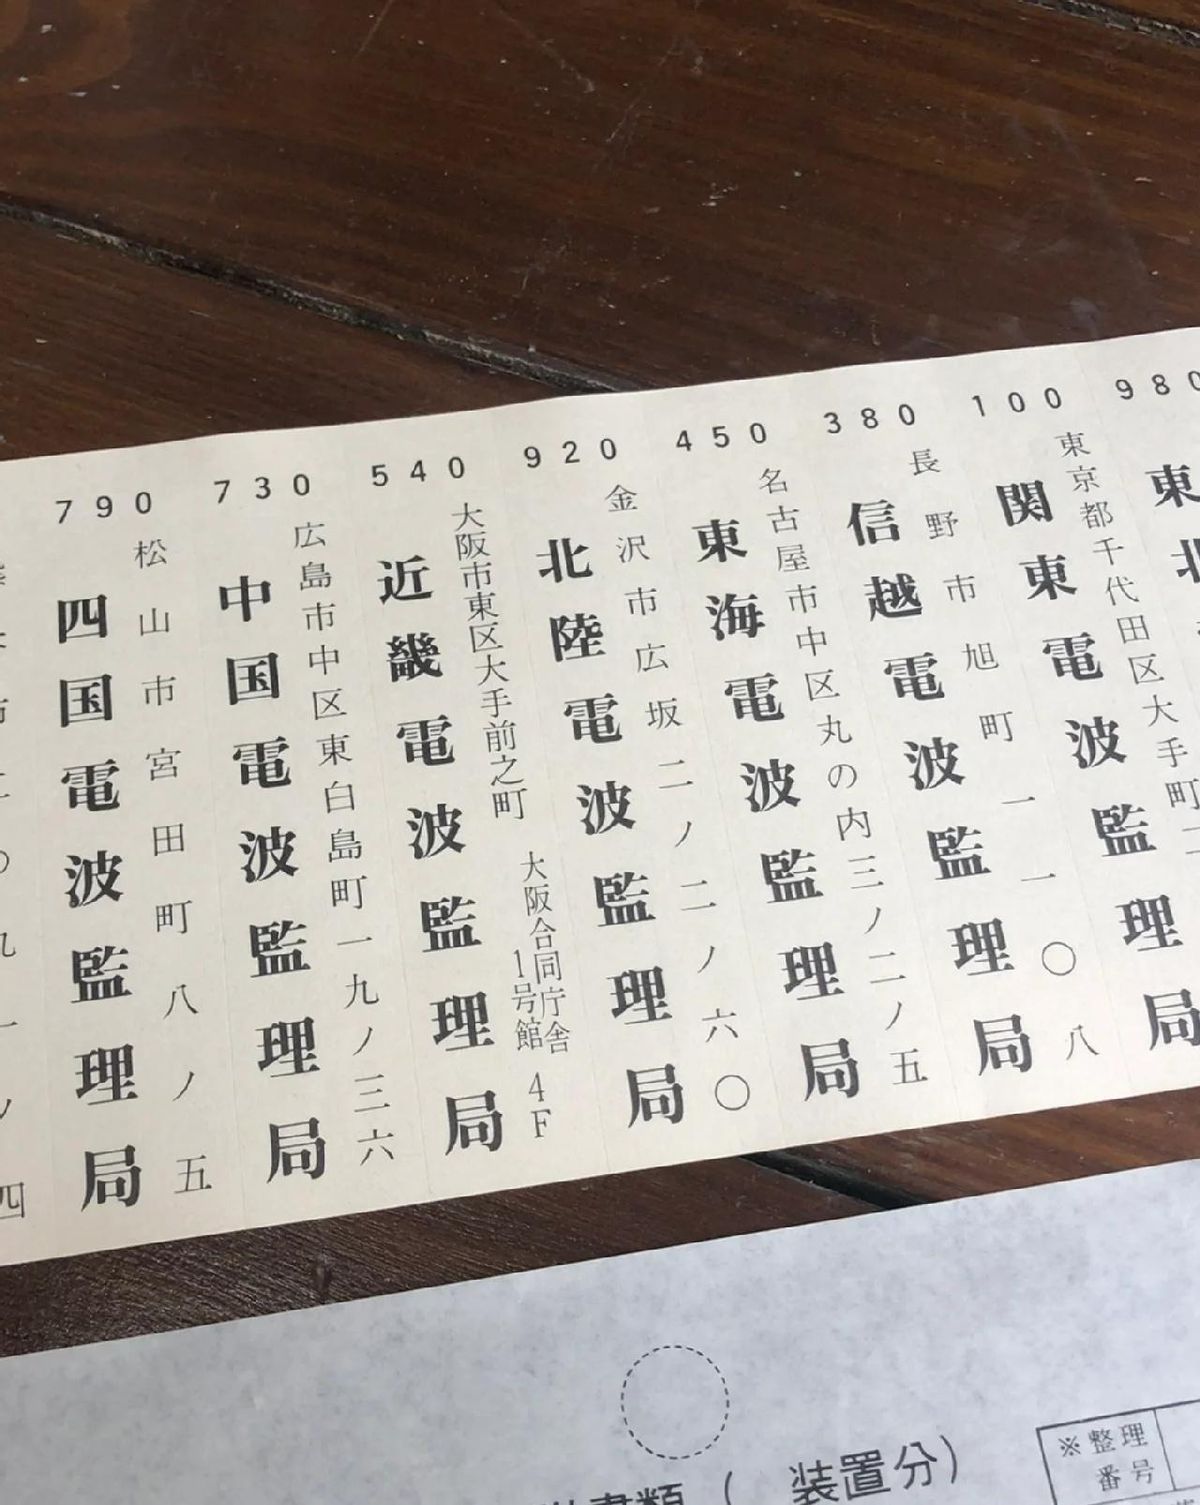 980
東北
100
東京都千代田区大手町一
関東電波監理局
380
長野市旭町一一〇八
信越電波監理局
450
名古屋市中区丸の内三ノ二ノ五
東海電波監理局
920
金沢市広坂二ノ二ノ六〇
北陸電波監理局
540
大阪市東区大手前之町
大阪合同庁舎
1号館
4F
近畿電波監理局
730
広島市中区東白島町一九ノ三六
中国電波監理局
790
松山市宮田町八ノ五
四国電波監理局
書類( 装置分)
※整理
番号